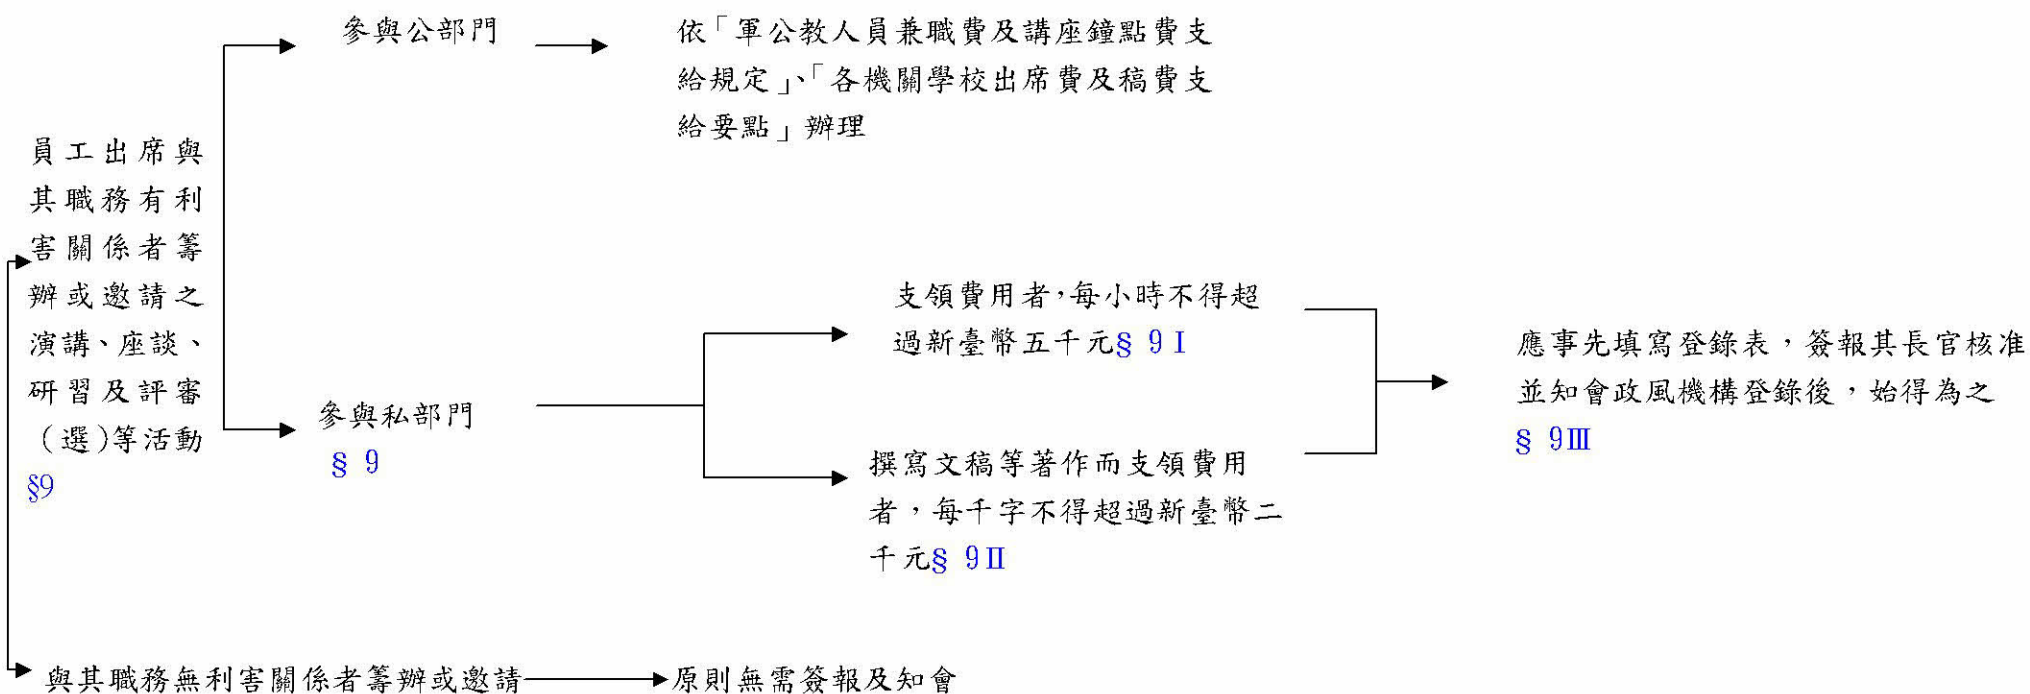 員工出席與
其職務有利
害關係者籌
辦或邀請之
演講、座談、
研習及評審
（選）等活動
§9
參與公部門
依「軍公教人員兼職費及講座鐘點費支
給規定」、「各機關學校出席費及稿費支
給要點」辦理
參與私部門
§ 9
支領費用者，每小時不得超
過新臺幣五千元§ 9Ⅰ
撰寫文稿等著作而支領費用
者，每千字不得超過新臺幣二
千元§ 9Ⅱ
應事先填寫登錄表，簽報其長官核准
並知會政風機構登錄後，始得為之
§ 9Ⅲ
與其職務無利害關係者籌辦或邀請
原則無需簽報及知會